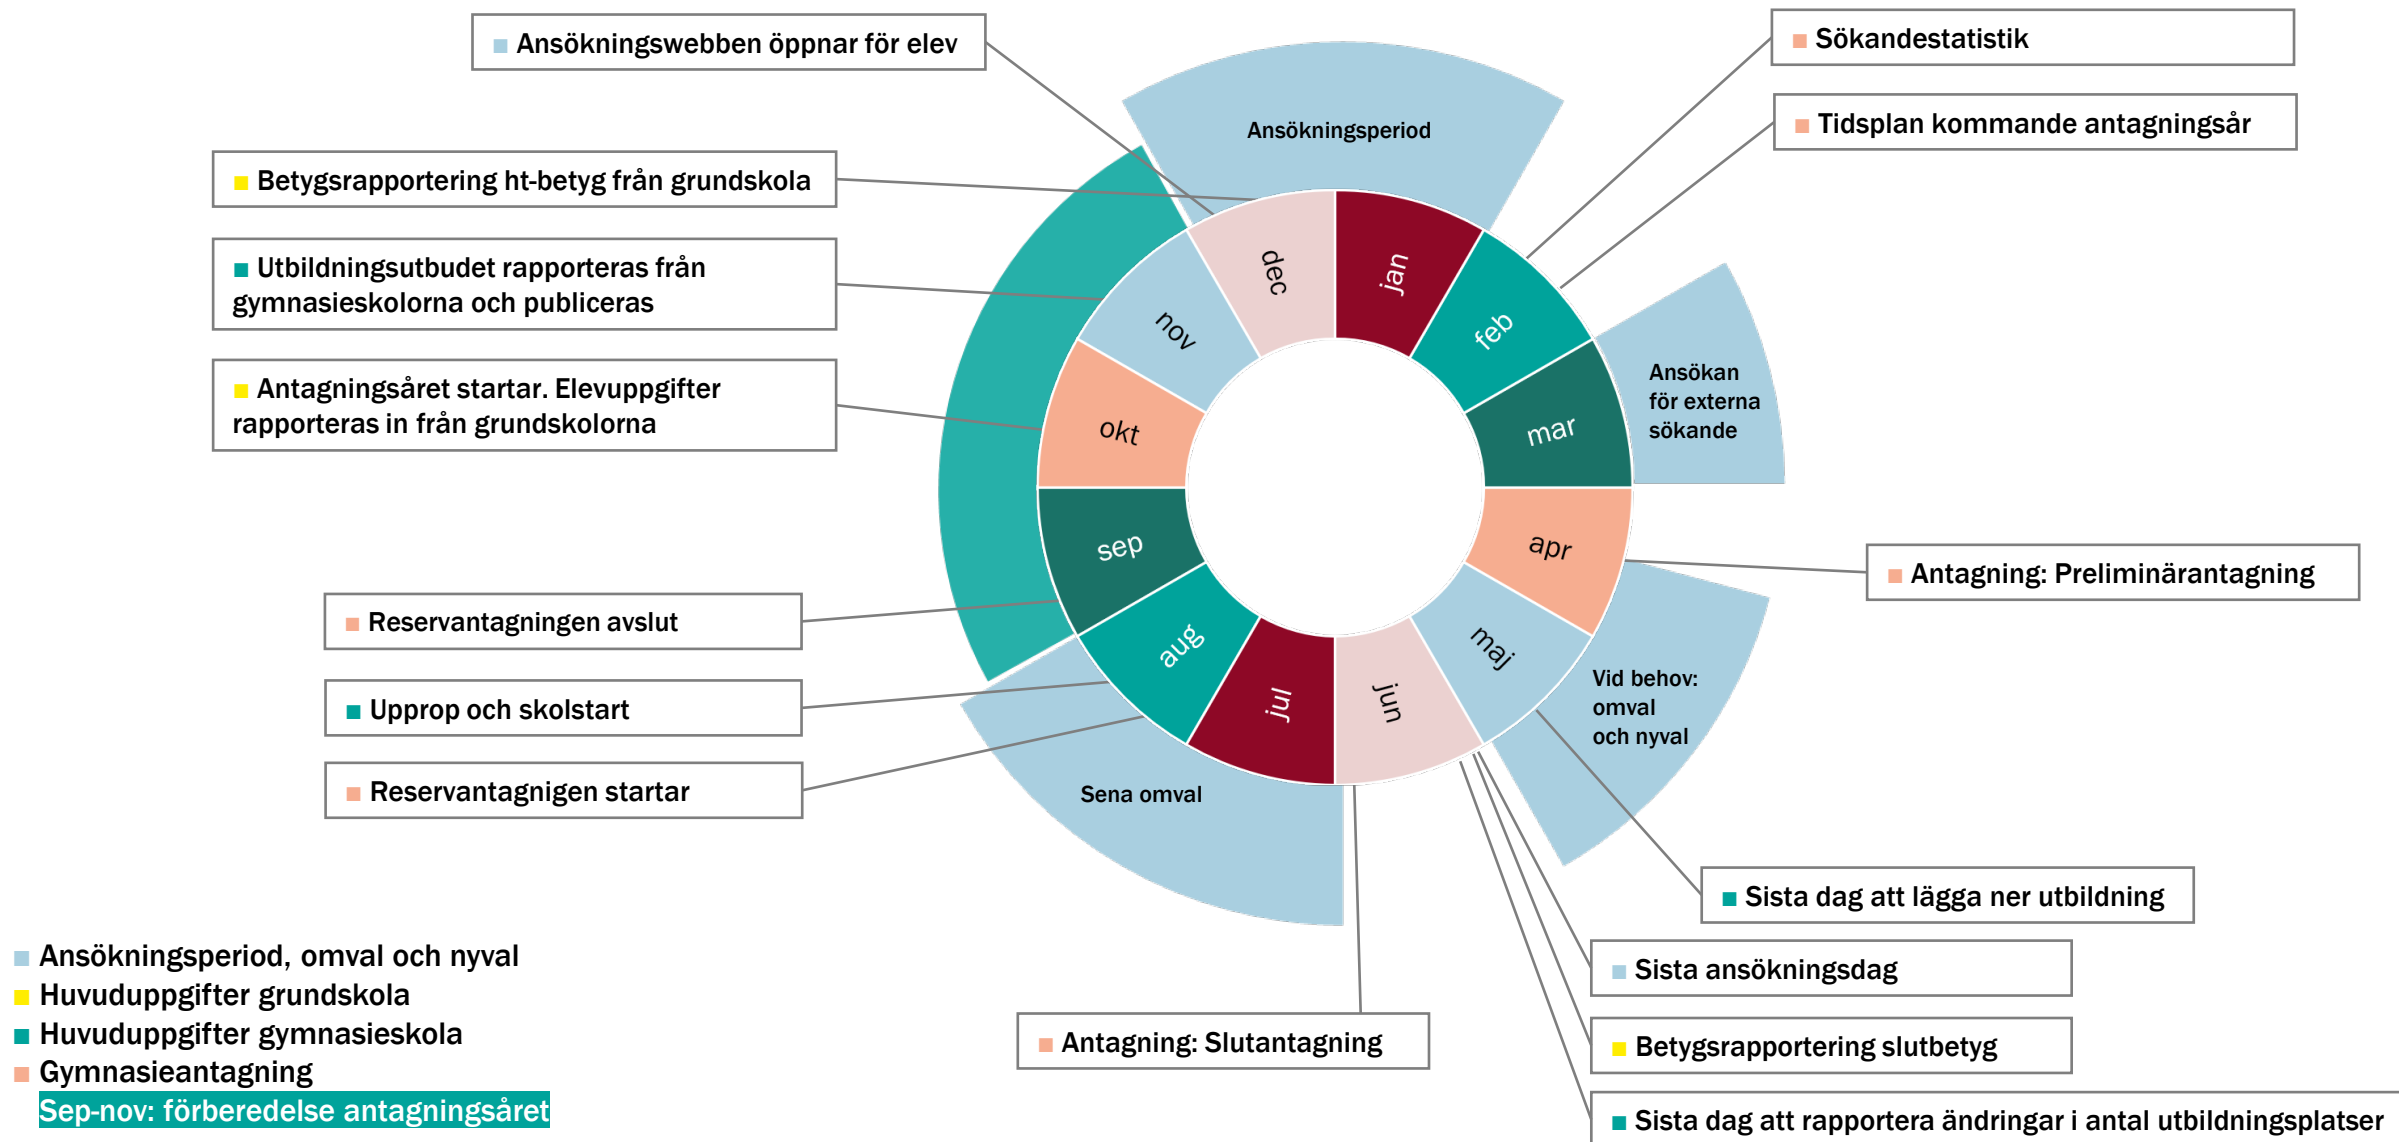 Ansökningswebben öppnar för elev
Sökandestatistik
Ansökningsperiod
Tidsplan kommande antagningsår
Betygsrapportering ht-betyg från grundskola
Utbildningsutbudet rapporteras från
gymnasieskolorna och publiceras
Antagningsåret startar. Elevuppgifter
rapporteras in från grundskolorna
dec
jan
nov
feb
okt
mar
sep
apr
aug
maj
jul
jun
Ansökan
för externa
sökande
Antagning: Preliminärantagning
Reservantagningen avslut
Upprop och skolstart
Reservantagnigen startar
Vid behov:
omval
och nyval
Sena omval
Sista dag att lägga ner utbildning
Sista ansökningsdag
Antagning: Slutantagning
Betygsrapportering slutbetyg
Sista dag att rapportera ändringar i antal utbildningsplatser
Ansökningsperiod, omval och nyval
Huvuduppgifter grundskola
Huvuduppgifter gymnasieskola
Gymnasieantagning
Sep-nov: förberedelse antagningsåret